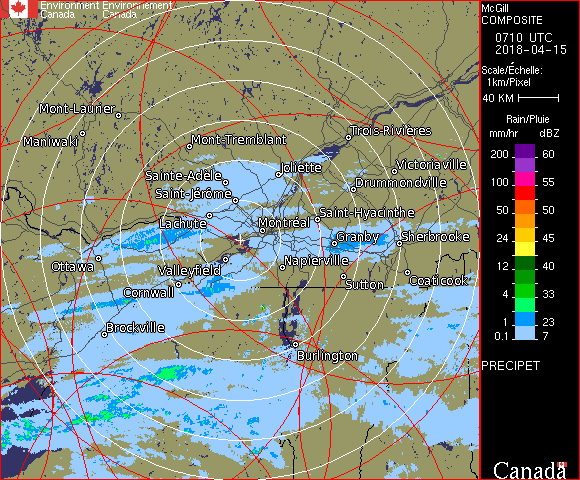 Environment Environnement
Canada Canada
McGill
COMPOSITE
0710 UTC
2018-04-15
Scale/Échelle:
1km/Pixel
40 KM
Rain/Pluie
mm/hr dBZ
200 60
100 55
50 50
24 45
12 40
4 33
1 23
0.1 7
PRECIPET
Mont-Laurier
Maniwaki
Mont-Tremblant
Trois-Rivières
Sainte-Adèle
Joliette
Victoriaville
Saint-Jérôme
Drummondville
Lachute
Montréal
Saint-Hyacinthe
Granby
Sherbrooke
Ottawa
Valleyfield
Napierville
Cornwall
Sutton
Coaticook
Brockville
Burlington
Canada